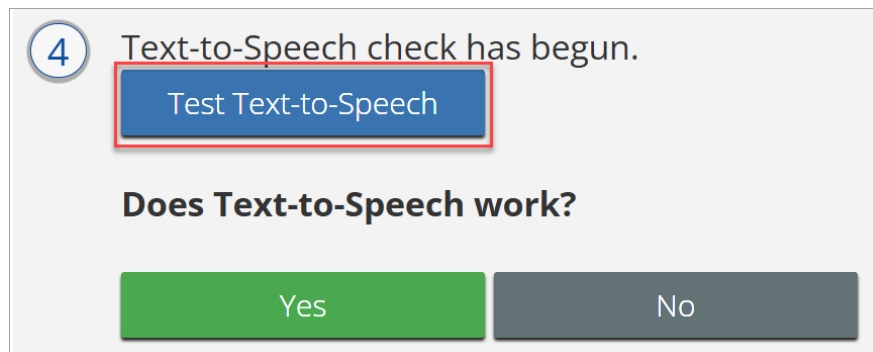 4
Text-to-Speech check has begun.
Test Text-to-Speech
Does Text-to-Speech work?
Yes
No